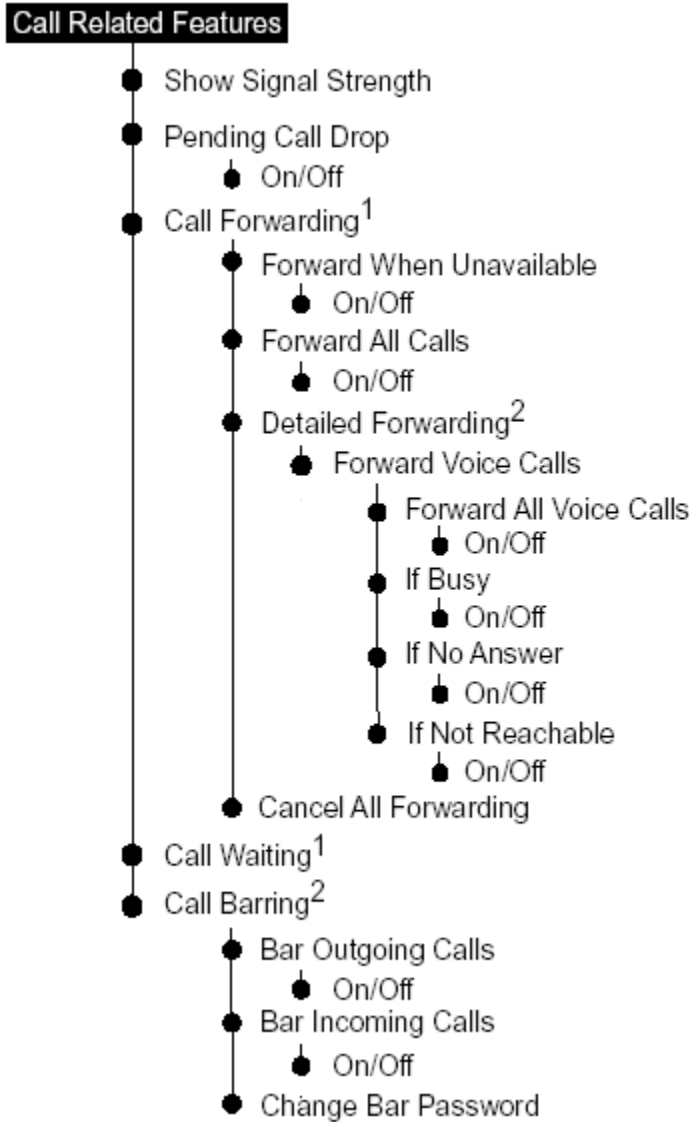 Call Related Features
Show Signal Strength
Pending Call Drop
On/Off
Call Forwarding1
Forward When Unavailable
On/Off
Forward All Calls
On/Off
Detailed Forwarding2
Forward Voice Calls
Forward All Voice Calls
On/Off
If Busy
On/Off
If No Answer
On/Off
If Not Reachable
On/Off
Cancel All Forwarding
Call Waiting1
Call Barring2
Bar Outgoing Calls
On/Off
Bar Incoming Calls
On/Off
Change Bar Password